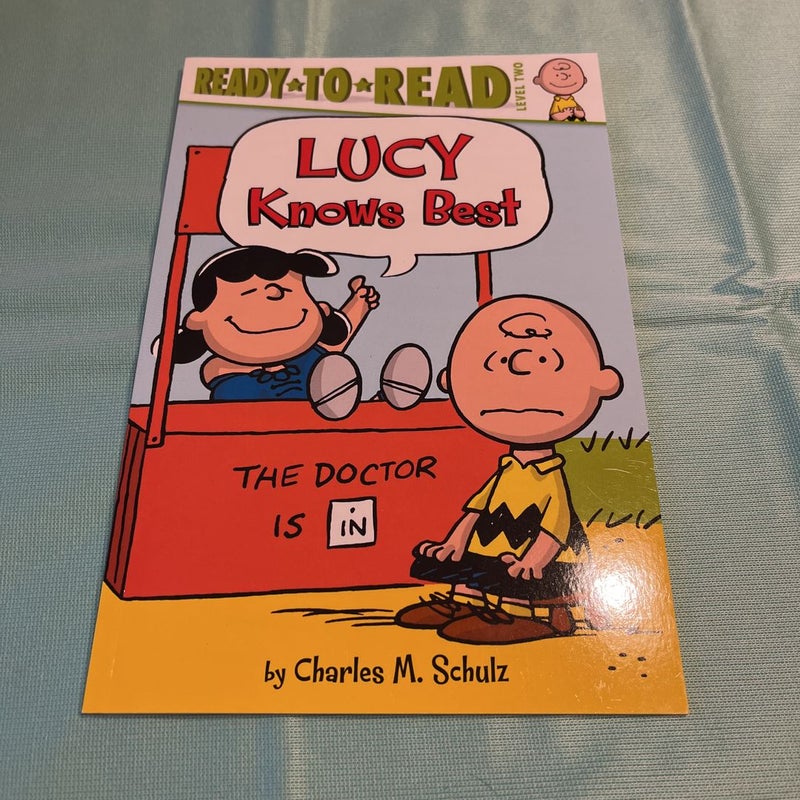 READY★TO★READ
LEVEL TWO
LUCY
Knows Best
THE DOCTOR
IS IN
by Charles M. Schulz